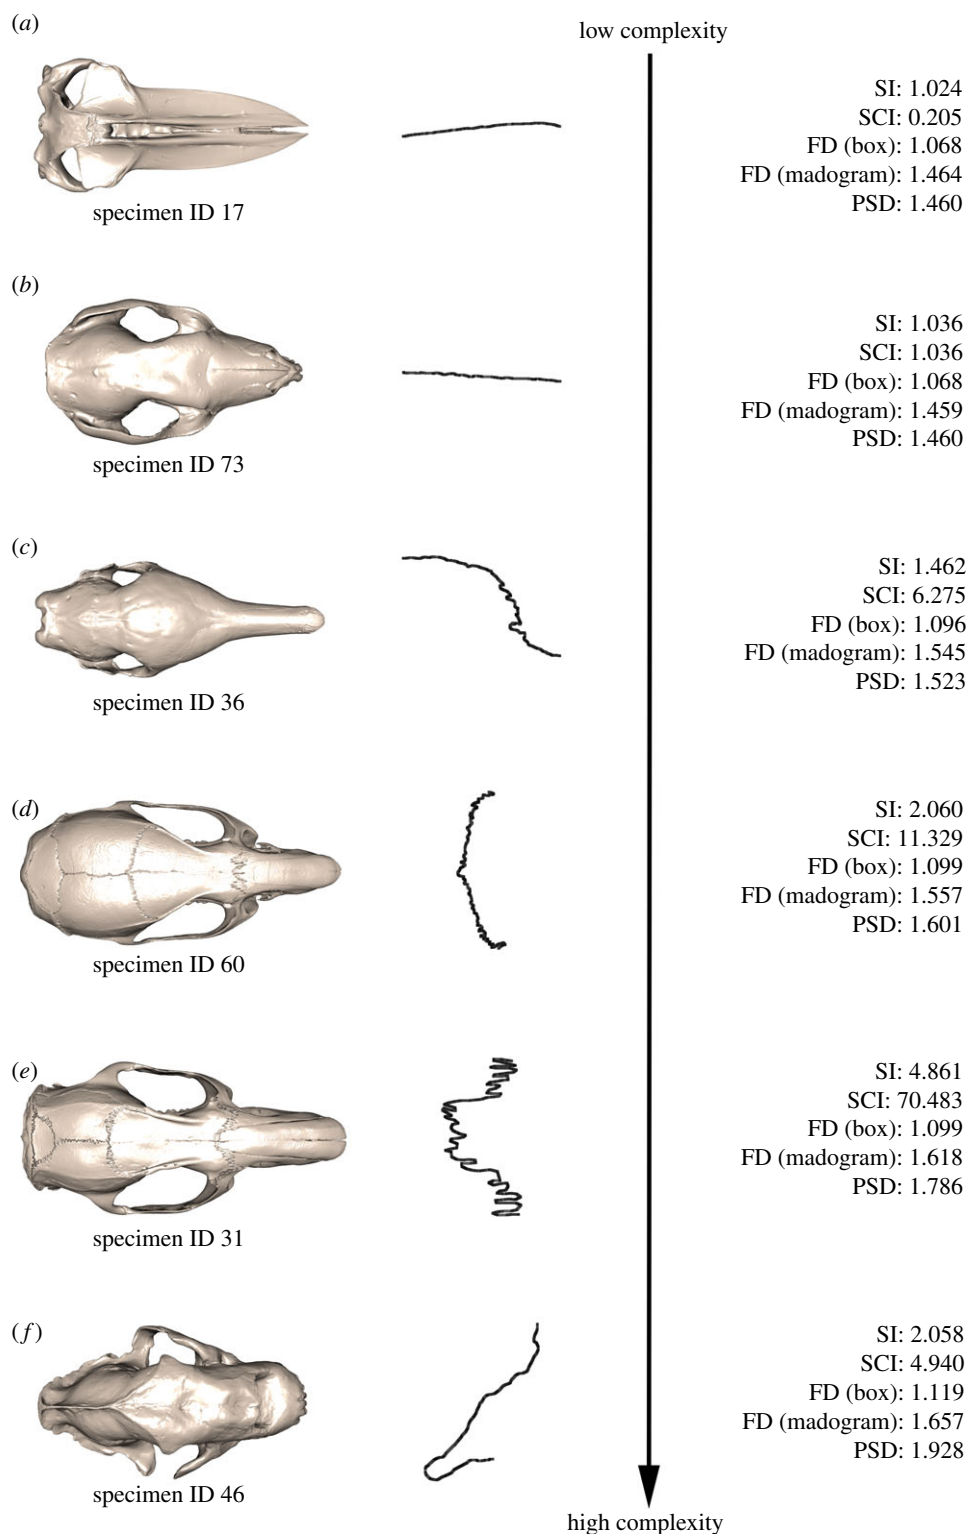 low complexity
(a)
SI: 1.024
SCI: 0.205
FD (box): 1.068
FD (madogram): 1.464
PSD: 1.460
specimen ID 17
(b)
SI: 1.036
SCI: 1.036
FD (box): 1.068
FD (madogram): 1.459
PSD: 1.460
specimen ID 73
(c)
SI: 1.462
SCI: 6.275
FD (box): 1.096
FD (madogram): 1.545
PSD: 1.523
specimen ID 36
(d)
SI: 2.060
SCI: 11.329
FD (box): 1.099
FD (madogram): 1.557
PSD: 1.601
specimen ID 60
(e)
SI: 4.861
SCI: 70.483
FD (box): 1.099
FD (madogram): 1.618
PSD: 1.786
specimen ID 31
(f)
SI: 2.058
SCI: 4.940
FD (box): 1.119
FD (madogram): 1.657
PSD: 1.928
specimen ID 46
high complexity